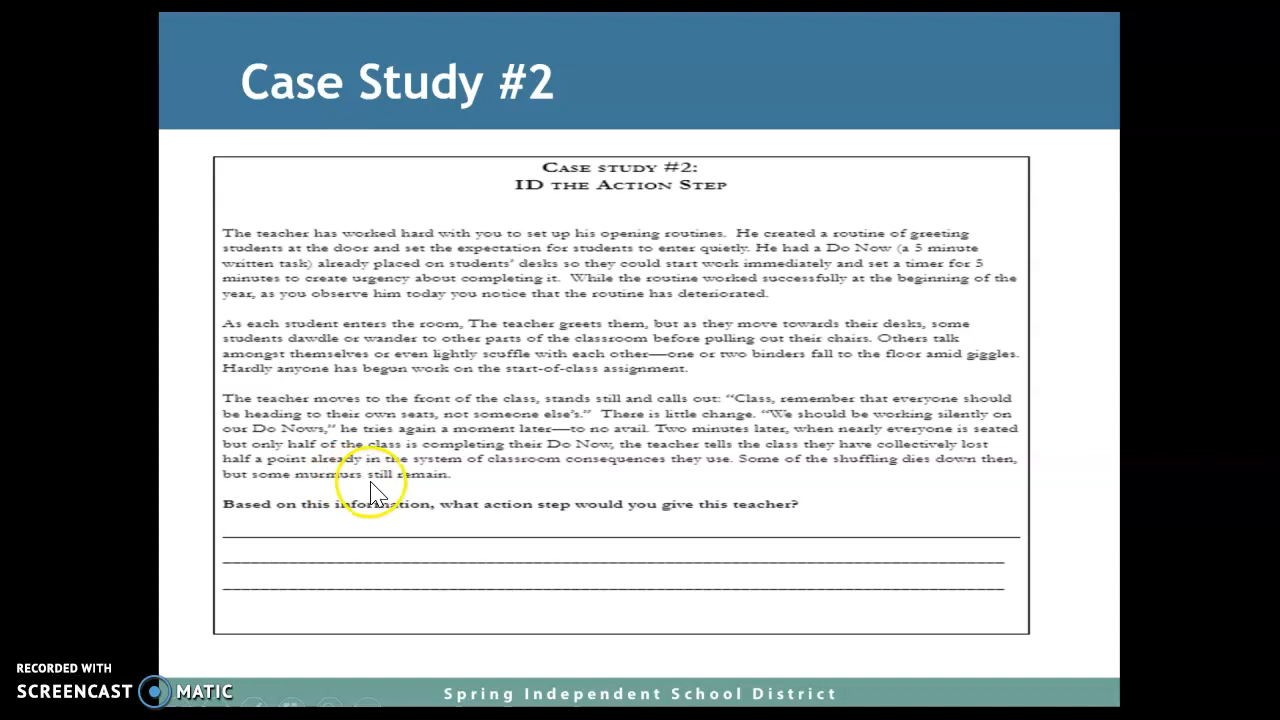 Case Study #2
CASE STUDY #2:
ID THE ACTION STEP
The teacher has worked hard with you to set up his opening routines. He created a routine of greeting
students at the door and set the expectation for students to enter quietly. He had a Do Now (a 5 minute
written task) already placed on students' desks so they could start work immediately and set a timer for 5
minutes to create urgency about completing it. While the routine worked successfully at the beginning of the
year, as you observe him today you notice that the routine has deteriorated.
As each student enters the room, The teacher greets them, but as they move towards their desks, some
students dawdle or wander to other parts of the classroom before pulling out their chairs. Others talk
amongst themselves or even lightly scuffle with each other—one or two binders fall to the floor amid giggles.
Hardly anyone has begun work on the start-of-class assignment.
The teacher moves to the front of the class, stands still and calls out: "Class, remember that everyone should
be heading to their own seats, not someone else's." There is little change. "We should be working silently on
our Do Nows," he tries again a moment later—to no avail. Two minutes later, when nearly everyone is seated
but only half of the class is completing their Do Now, the teacher tells the class they have collectively lost
half a point already in the system of classroom consequences they use. Some of the shuffling dies down then,
but some murmurs still remain.
Based on this information, what action step would you give this teacher?
RECORDED WITH
SCREENCAST MATIC
Spring Independent School District